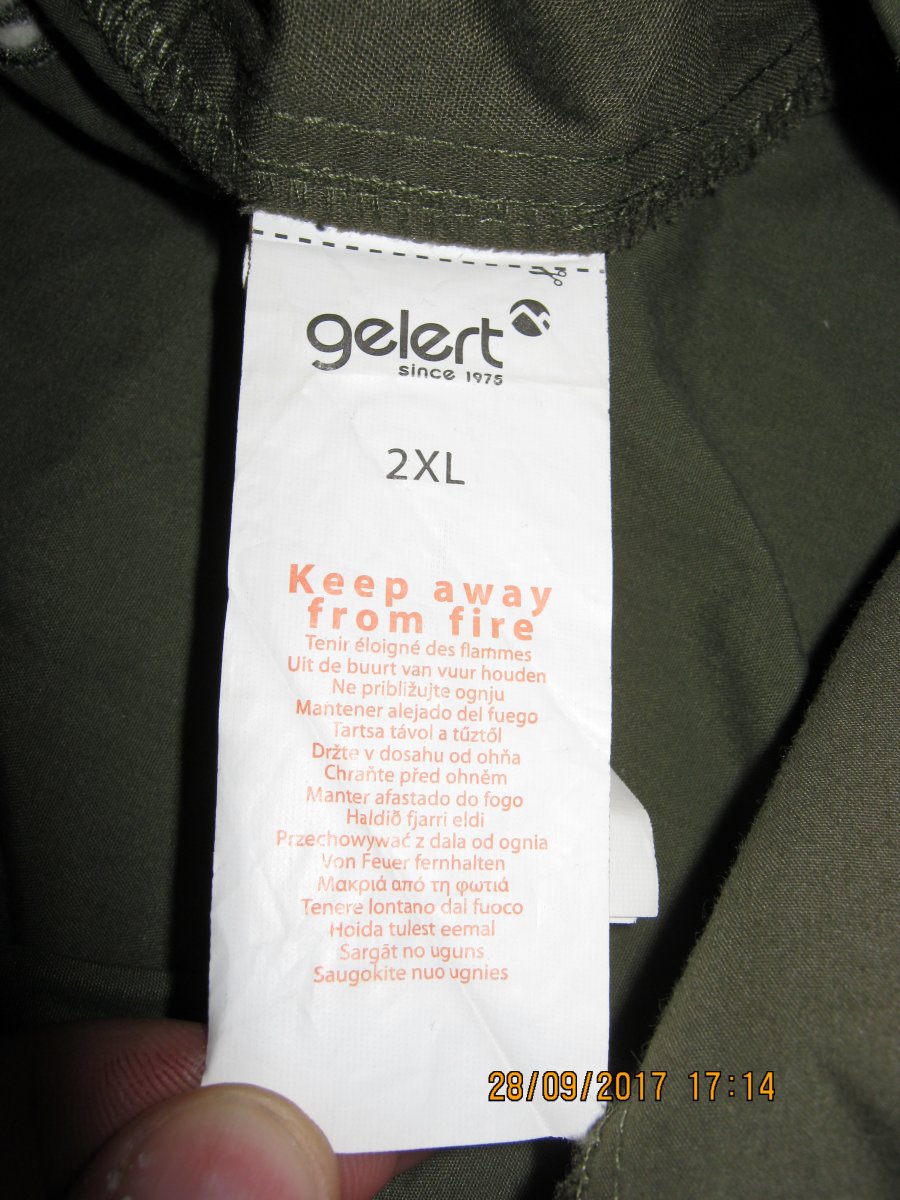 gelert
since 1975
2XL
Keep away
from fire
Tenir éloigné des flammes
Uit de buurt van vuur houden
Ne približujte ognju
Mantener alejado del fuego
Tartsa távol a tűztől
Držte v dosahu od ohňa
Chraňte před ohněm
Manter afastado do fogo
Haldið fjarri eldi
Przechowywać z dala od ognia
Von Feuer fernhalten
Μακριά από τη φωτιά
Tenere lontano dal fuoco
Hoida tulest eemal
Sargāt no uguns
Saugokite nuo ugnies
28/09/2017 17:14